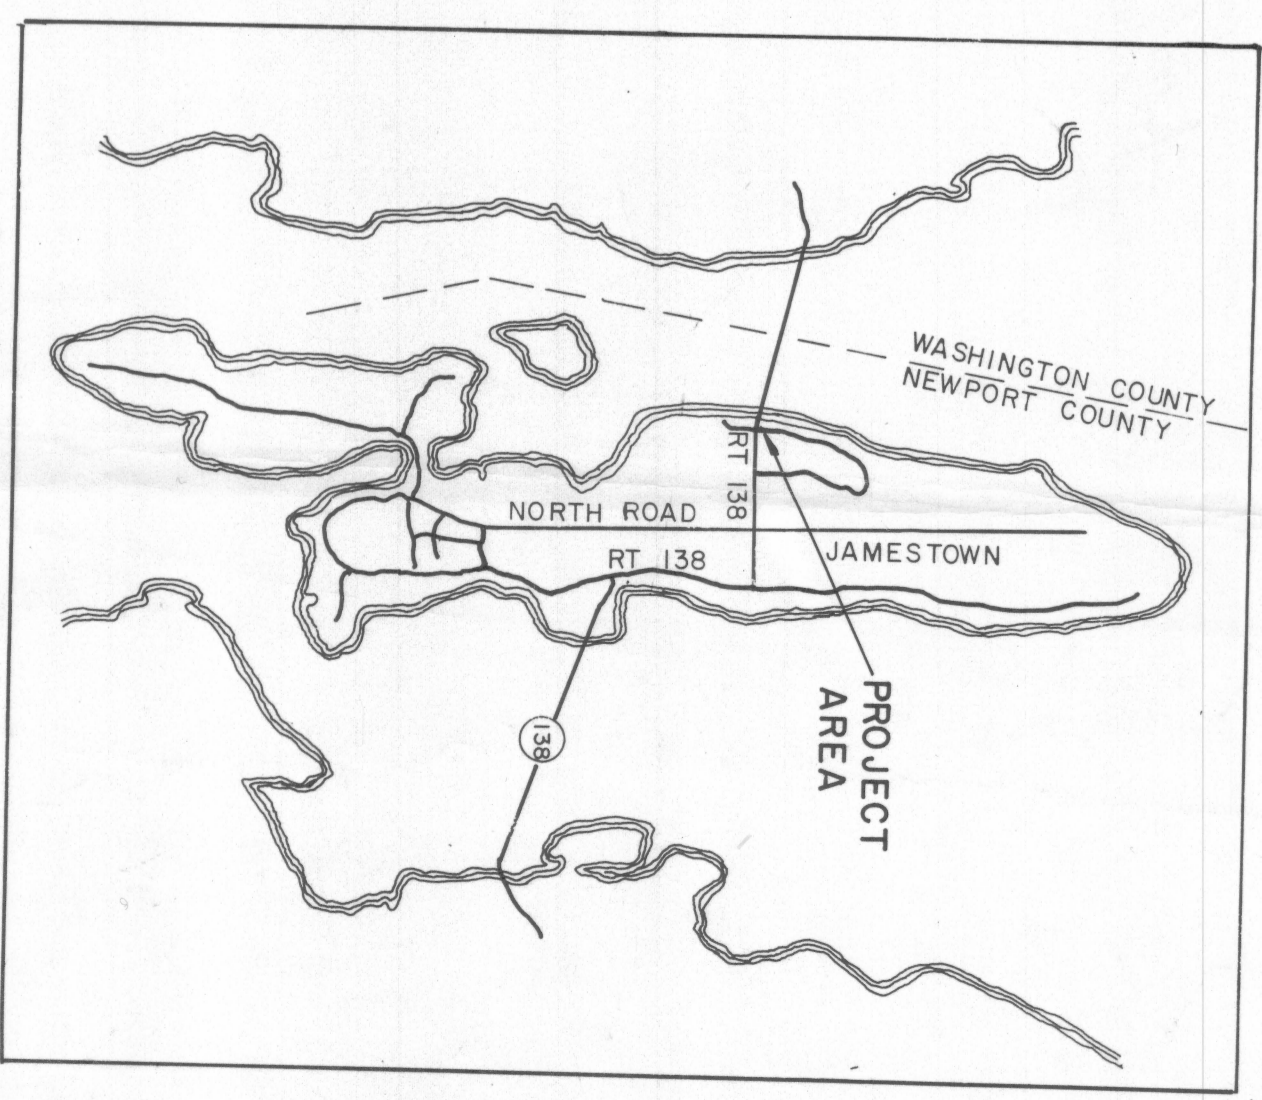 WASHINGTON COUNTY
NEWPORT COUNTY
RT 138
NORTH ROAD
RT 138
JAMESTOWN
PROJECT
AREA
138